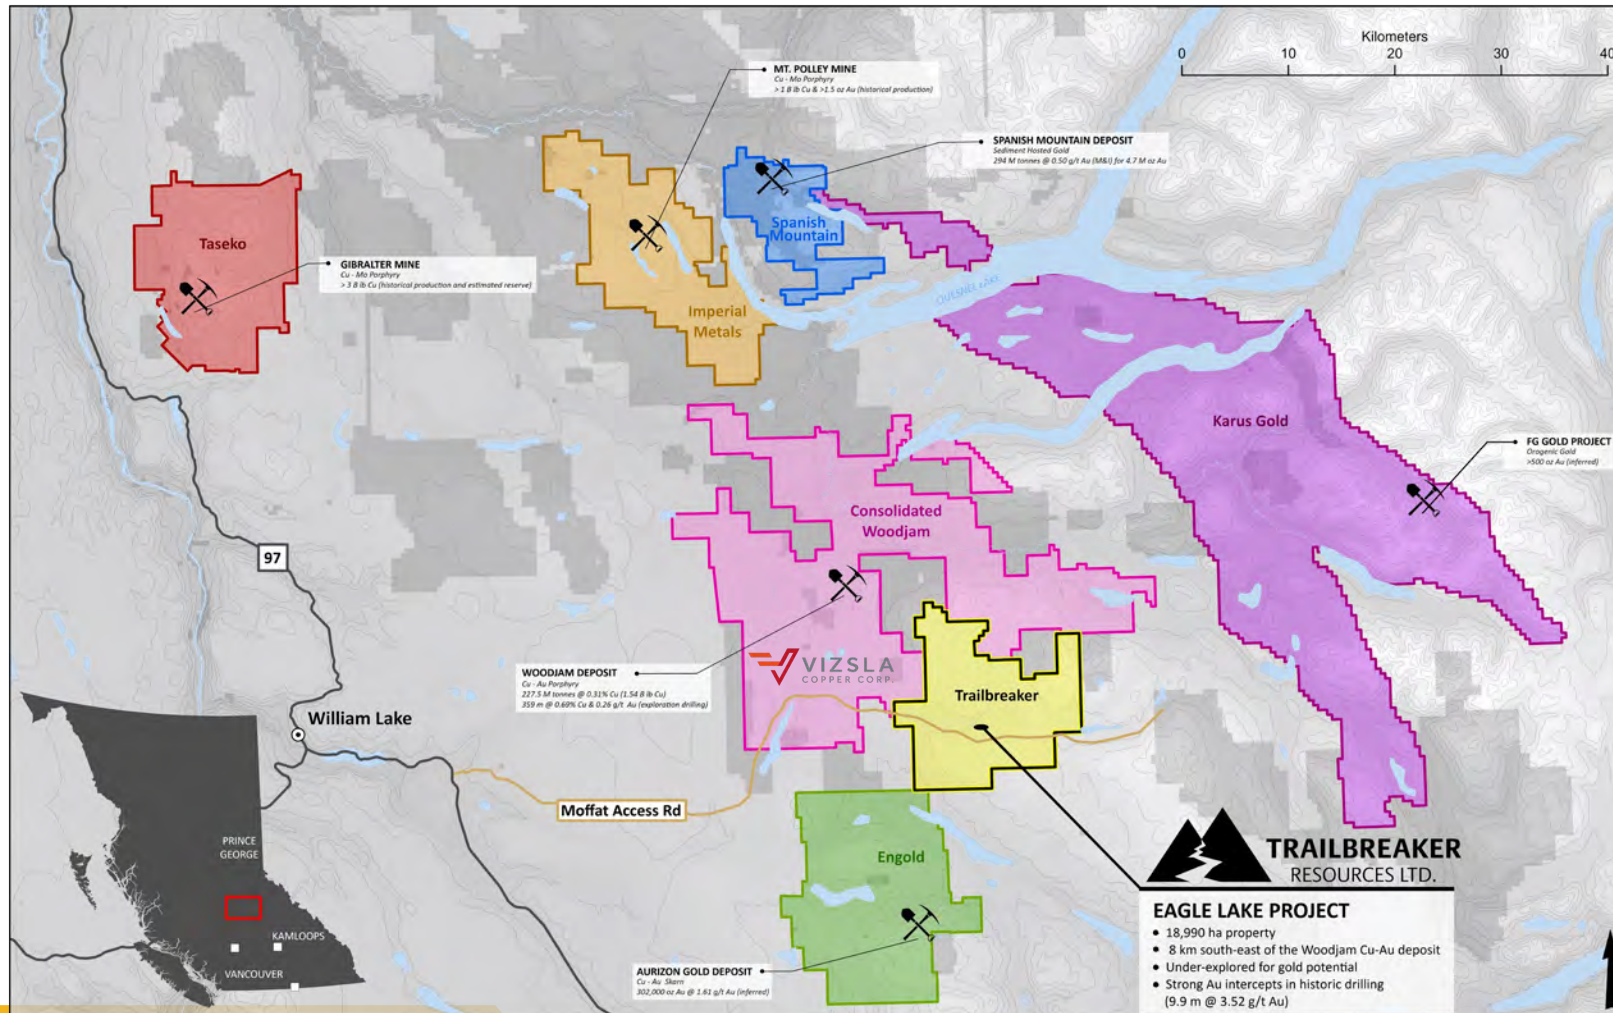 Kilometers
0 10 20 30 40
MT. POLLEY MINE
Cu - Mo Porphyry
> 1 B lb Cu & >1.5 oz Au (historical production)
SPANISH MOUNTAIN DEPOSIT
Sediment Hosted Gold
294 M tonnes @ 0.50 g/t Au (M&I) for 4.7 M oz Au
Taseko
Spanish
Mountain
GIBRALTER MINE
Cu - Mo Porphyry
> 3 B lb Cu (historical production and estimated reserve)
QUESNEL LAKE
Imperial
Metals
Karus Gold
FG GOLD PROJECT
Orogenic Gold
>500 oz Au (inferred)
Consolidated
Woodjam
97
WOODJAM DEPOSIT
Cu - Au Porphyry
227.5 M tonnes @ 0.31% Cu (1.54 B lb Cu)
359 m @ 0.69% Cu & 0.26 g/t Au (exploration drilling)
VIZSLA
COPPER CORP.
Trailbreaker
William Lake
Moffat Access Rd
PRINCE
GEORGE
KAMLOOPS
VANCOUVER
Engold
AURIZON GOLD DEPOSIT
Cu - Au Skarn
302,000 oz Au @ 1.61 g/t Au (inferred)
TRAILBREAKER
RESOURCES LTD.
EAGLE LAKE PROJECT
• 18,990 ha property
• 8 km south-east of the Woodjam Cu-Au deposit
• Under-explored for gold potential
• Strong Au intercepts in historic drilling
(9.9 m @ 3.52 g/t Au)